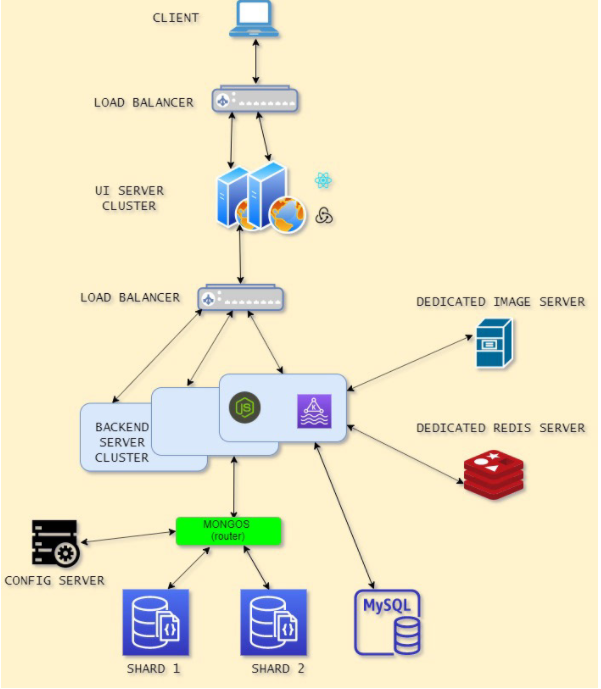 CLIENT
LOAD BALANCER
UI SERVER
CLUSTER
LOAD BALANCER
DEDICATED IMAGE SERVER
JS
K
BACKEND
SERVER
CLUSTER
DEDICATED REDIS SERVER
MONGOS
(router)
CONFIG SERVER
MySQL
SHARD 1
SHARD 2